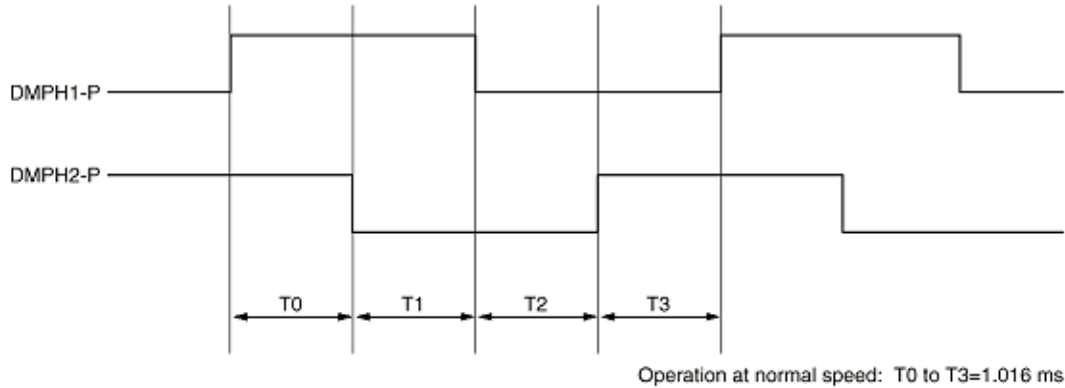 DMPH1-P
DMPH2-P
T0 T1 T2 T3
Operation at normal speed: T0 to T3=1.016 ms